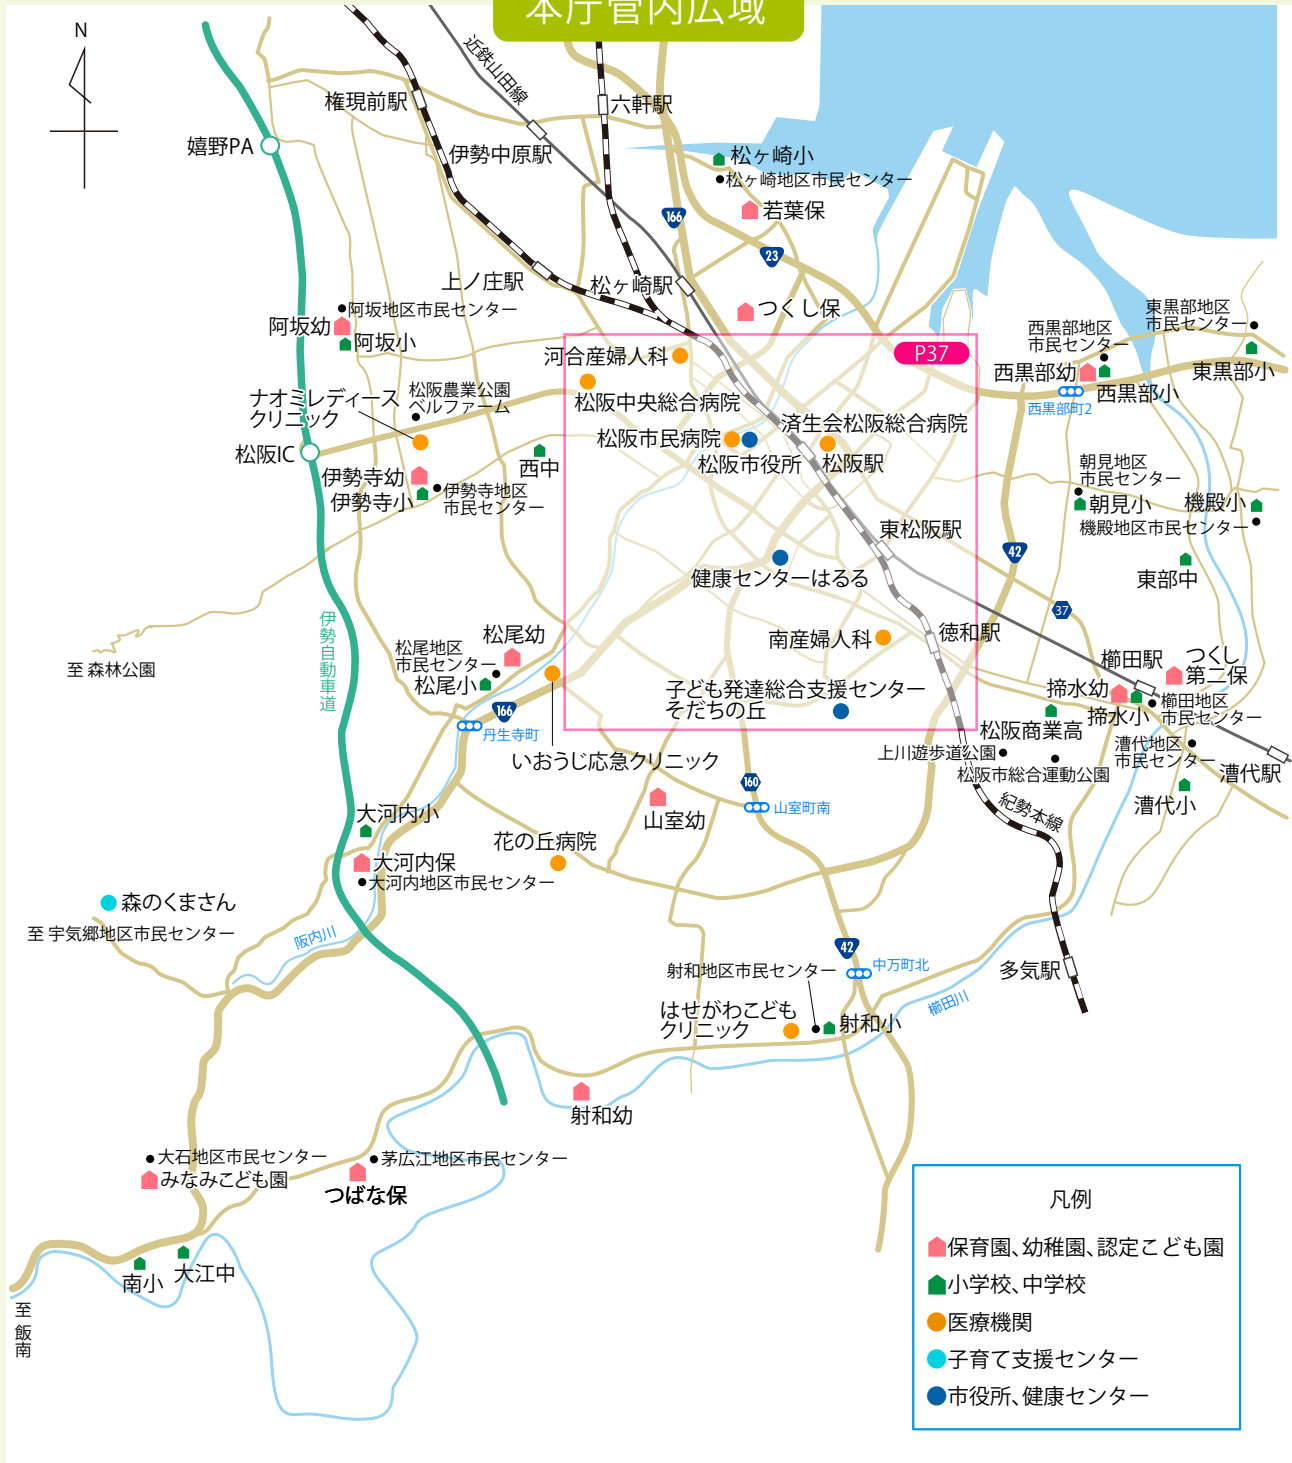 本庁管内広域
N
近鉄山田線
権現前駅
六軒駅
嬉野PA
伊勢中原駅
松ヶ崎小
松ヶ崎地区市民センター
若葉保
166
23
上ノ庄駅
松ヶ崎駅
阿坂地区市民センター
つくし保
阿坂幼
阿坂小
東黒部地区
市民センター
西黒部地区
市民センター
河合産婦人科
P37
西黒部幼
西黒部小
東黒部小
西黒部町2
ナオミレディース
クリニック
松阪農業公園
ベルファーム
松阪中央総合病院
済生会松阪総合病院
松阪市民病院
松阪市役所
松阪駅
松阪IC
西中
伊勢寺幼
伊勢寺小
伊勢寺地区
市民センター
朝見地区
市民センター
朝見小
機殿小
機殿地区市民センター
東松阪駅
42
東部中
健康センターはるる
37
伊勢自動車道
至 森林公園
松尾幼
松尾地区
市民センター
松尾小
南産婦人科
徳和駅
櫛田駅
つくし
第二保
揥水幼
揥水小
櫛田地区
市民センター
子ども発達総合支援センター
そだちの丘
166
丹生寺町
松阪商業高
漕代地区
市民センター
上川遊歩道公園
松阪市総合運動公園
漕代駅
漕代小
いおうじ応急クリニック
160
山室町南
山室幼
紀勢本線
大河内小
花の丘病院
大河内保
大河内地区市民センター
森のくまさん
至 宇気郷地区市民センター
阪内川
42
中万町北
射和地区市民センター
多気駅
櫛田川
はせがわこども
クリニック
射和小
射和幼
大石地区市民センター
みなみこども園
茅広江地区市民センター
つばな保
南小
大江中
至 飯南
凡例
保育園、幼稚園、認定こども園
小学校、中学校
医療機関
子育て支援センター
市役所、健康センター